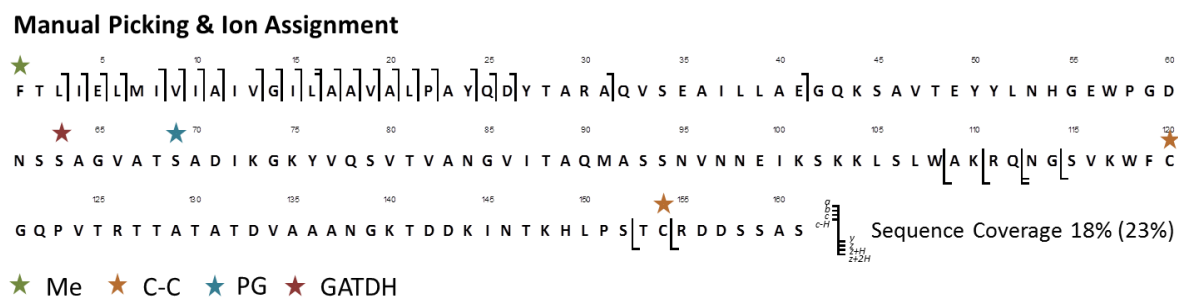 Manual Picking & Ion Assignment
5 10 15 20 25 30 35 40 45 50 55 60
F T L I E L M I V I A I V G I L A A V A L P A Y Q D Y T A R A Q V S E A I L L A E G Q K S A V T E Y Y L N H G E W P G D
65 70 75 80 85 90 95 100 105 110 115 120
N S S A G V A T S A D I K G K Y V Q S V T V A N G V I T A Q M A S S N V N N E I K S K K L S L W A K R Q N G S V K W F C
125 130 135 140 145 150 155 160
G Q P V T R T T A T A T D V A A A N G K T D D K I N T K H L P S T C R D D S S A S
c-H
z+H
z+2H
Sequence Coverage 18% (23%)
Me C-C PG GATDH